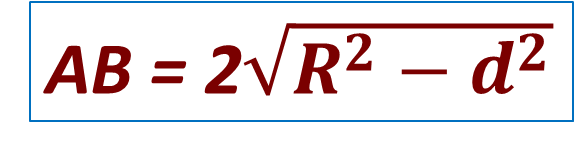 AB = 2√R² − d²